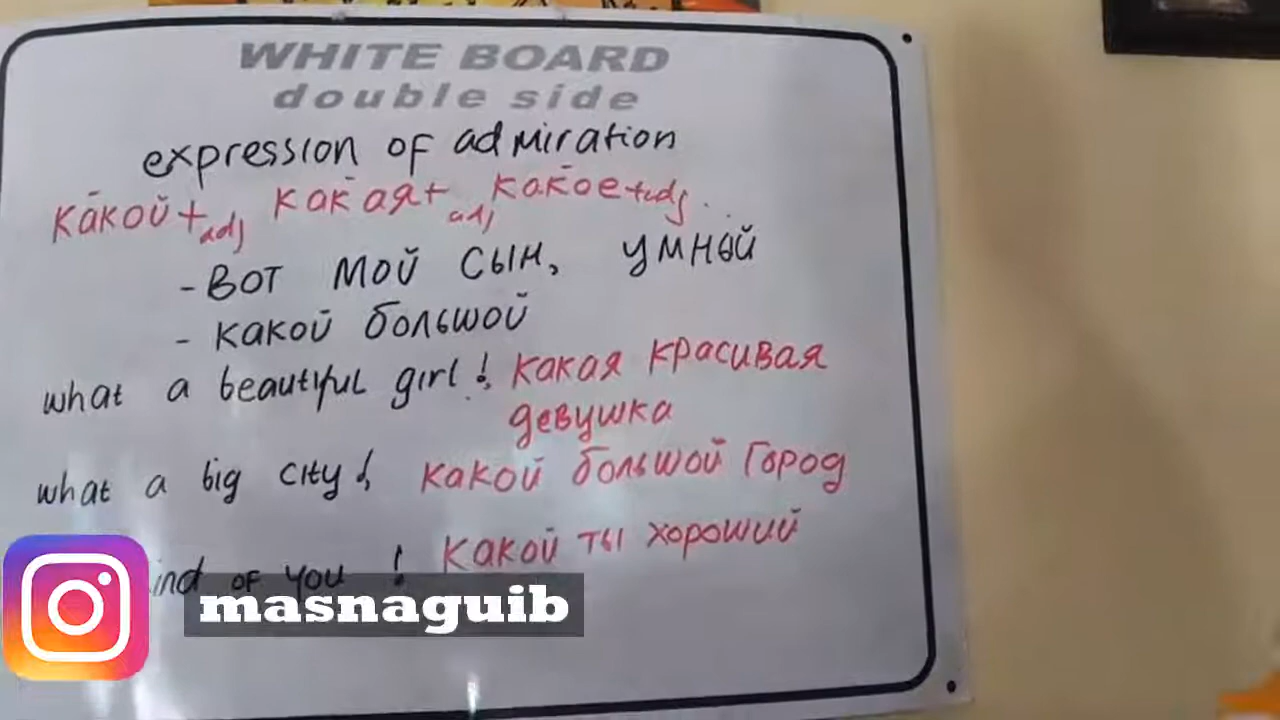 WHITE BOARD
double side
expression of admiration
какой+adj какая+adj какое+adj.
-Вот мой сын, умный
- какой большой
what a beautiful girl! какая красивая
девушка
what a big city! какой большой Город
ind of you ! Какой ты хороший
masnaguib